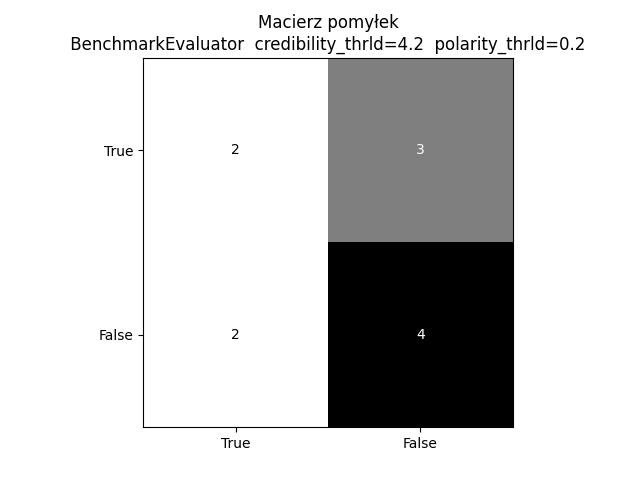 Macierz pomyłek
BenchmarkEvaluator credibility_thrld=4.2 polarity_thrld=0.2
True 2 3
False 2 4
True False